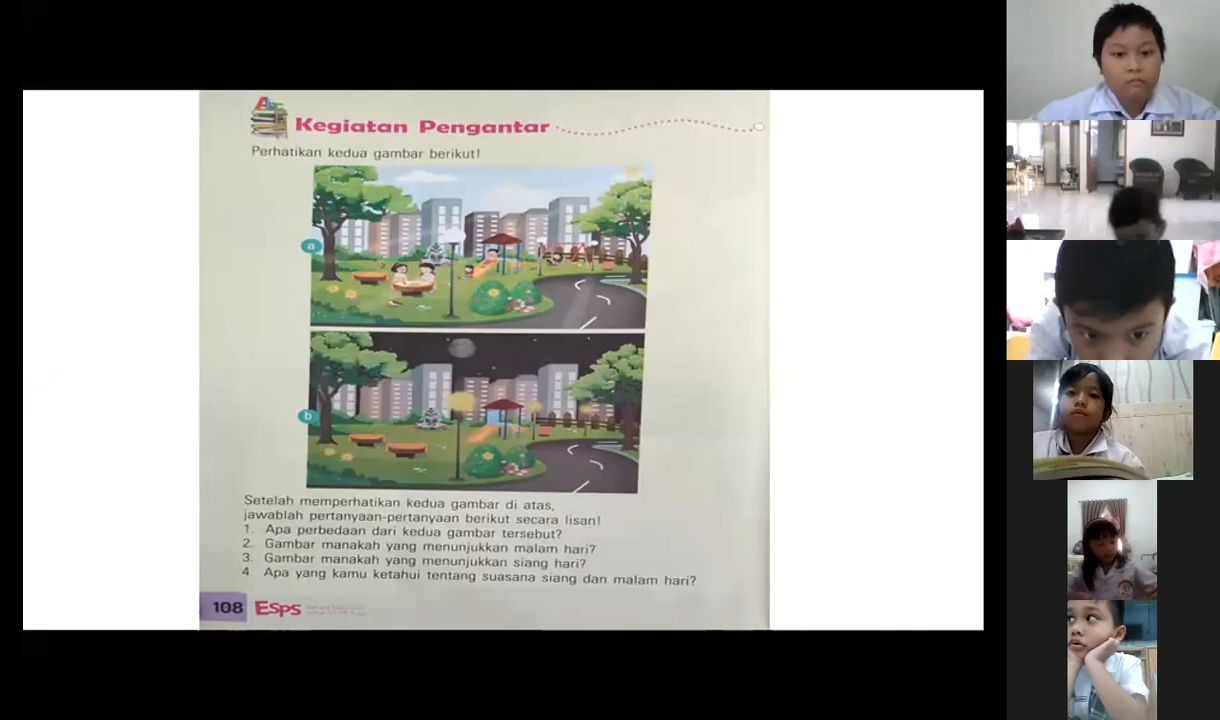 Kegiatan Pengantar
Perhatikan kedua gambar berikut!
a
b
Setelah memperhatikan kedua gambar di atas,
jawablah pertanyaan-pertanyaan berikut secara lisan!
1. Apa perbedaan dari kedua gambar tersebut?
2. Gambar manakah yang menunjukkan malam hari?
3. Gambar manakah yang menunjukkan siang hari?
4. Apa yang kamu ketahui tentang suasana siang dan malam hari?
108 ESPS